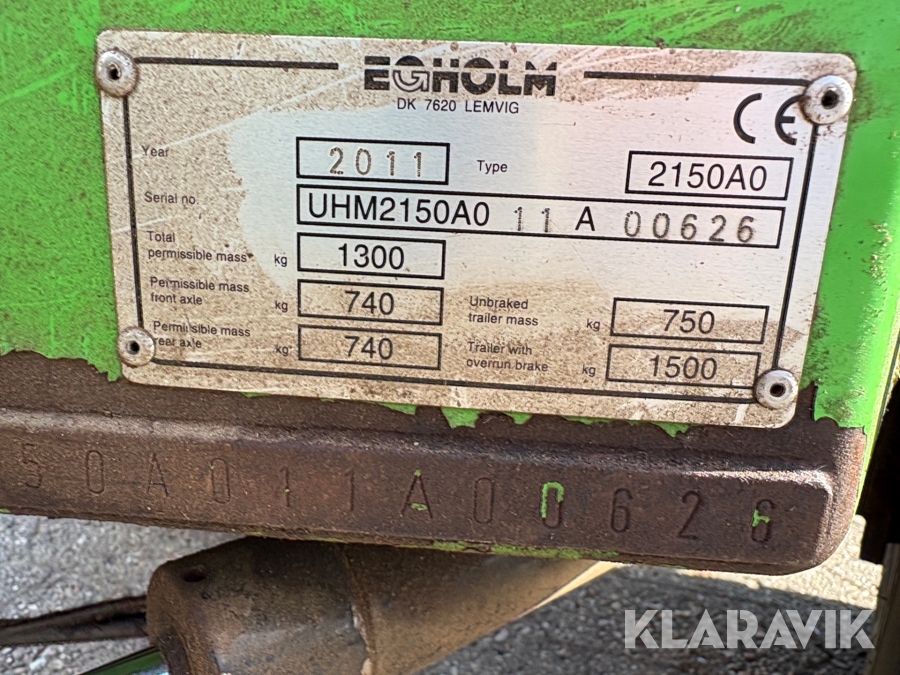 EGHOLM
DK 7620 LEMVIG
CE
Year 2011 Type 2150A0
Serial no. UHM2150A0 11 A 00626
Total
permissible mass kg 1300
Permissible mass
front axle kg 740
Unbraked
trailer mass kg 750
Permissible mass
rear axle kg 740
Trailer with
overrun brake kg 1500
50A011A00626
KLARAVIK